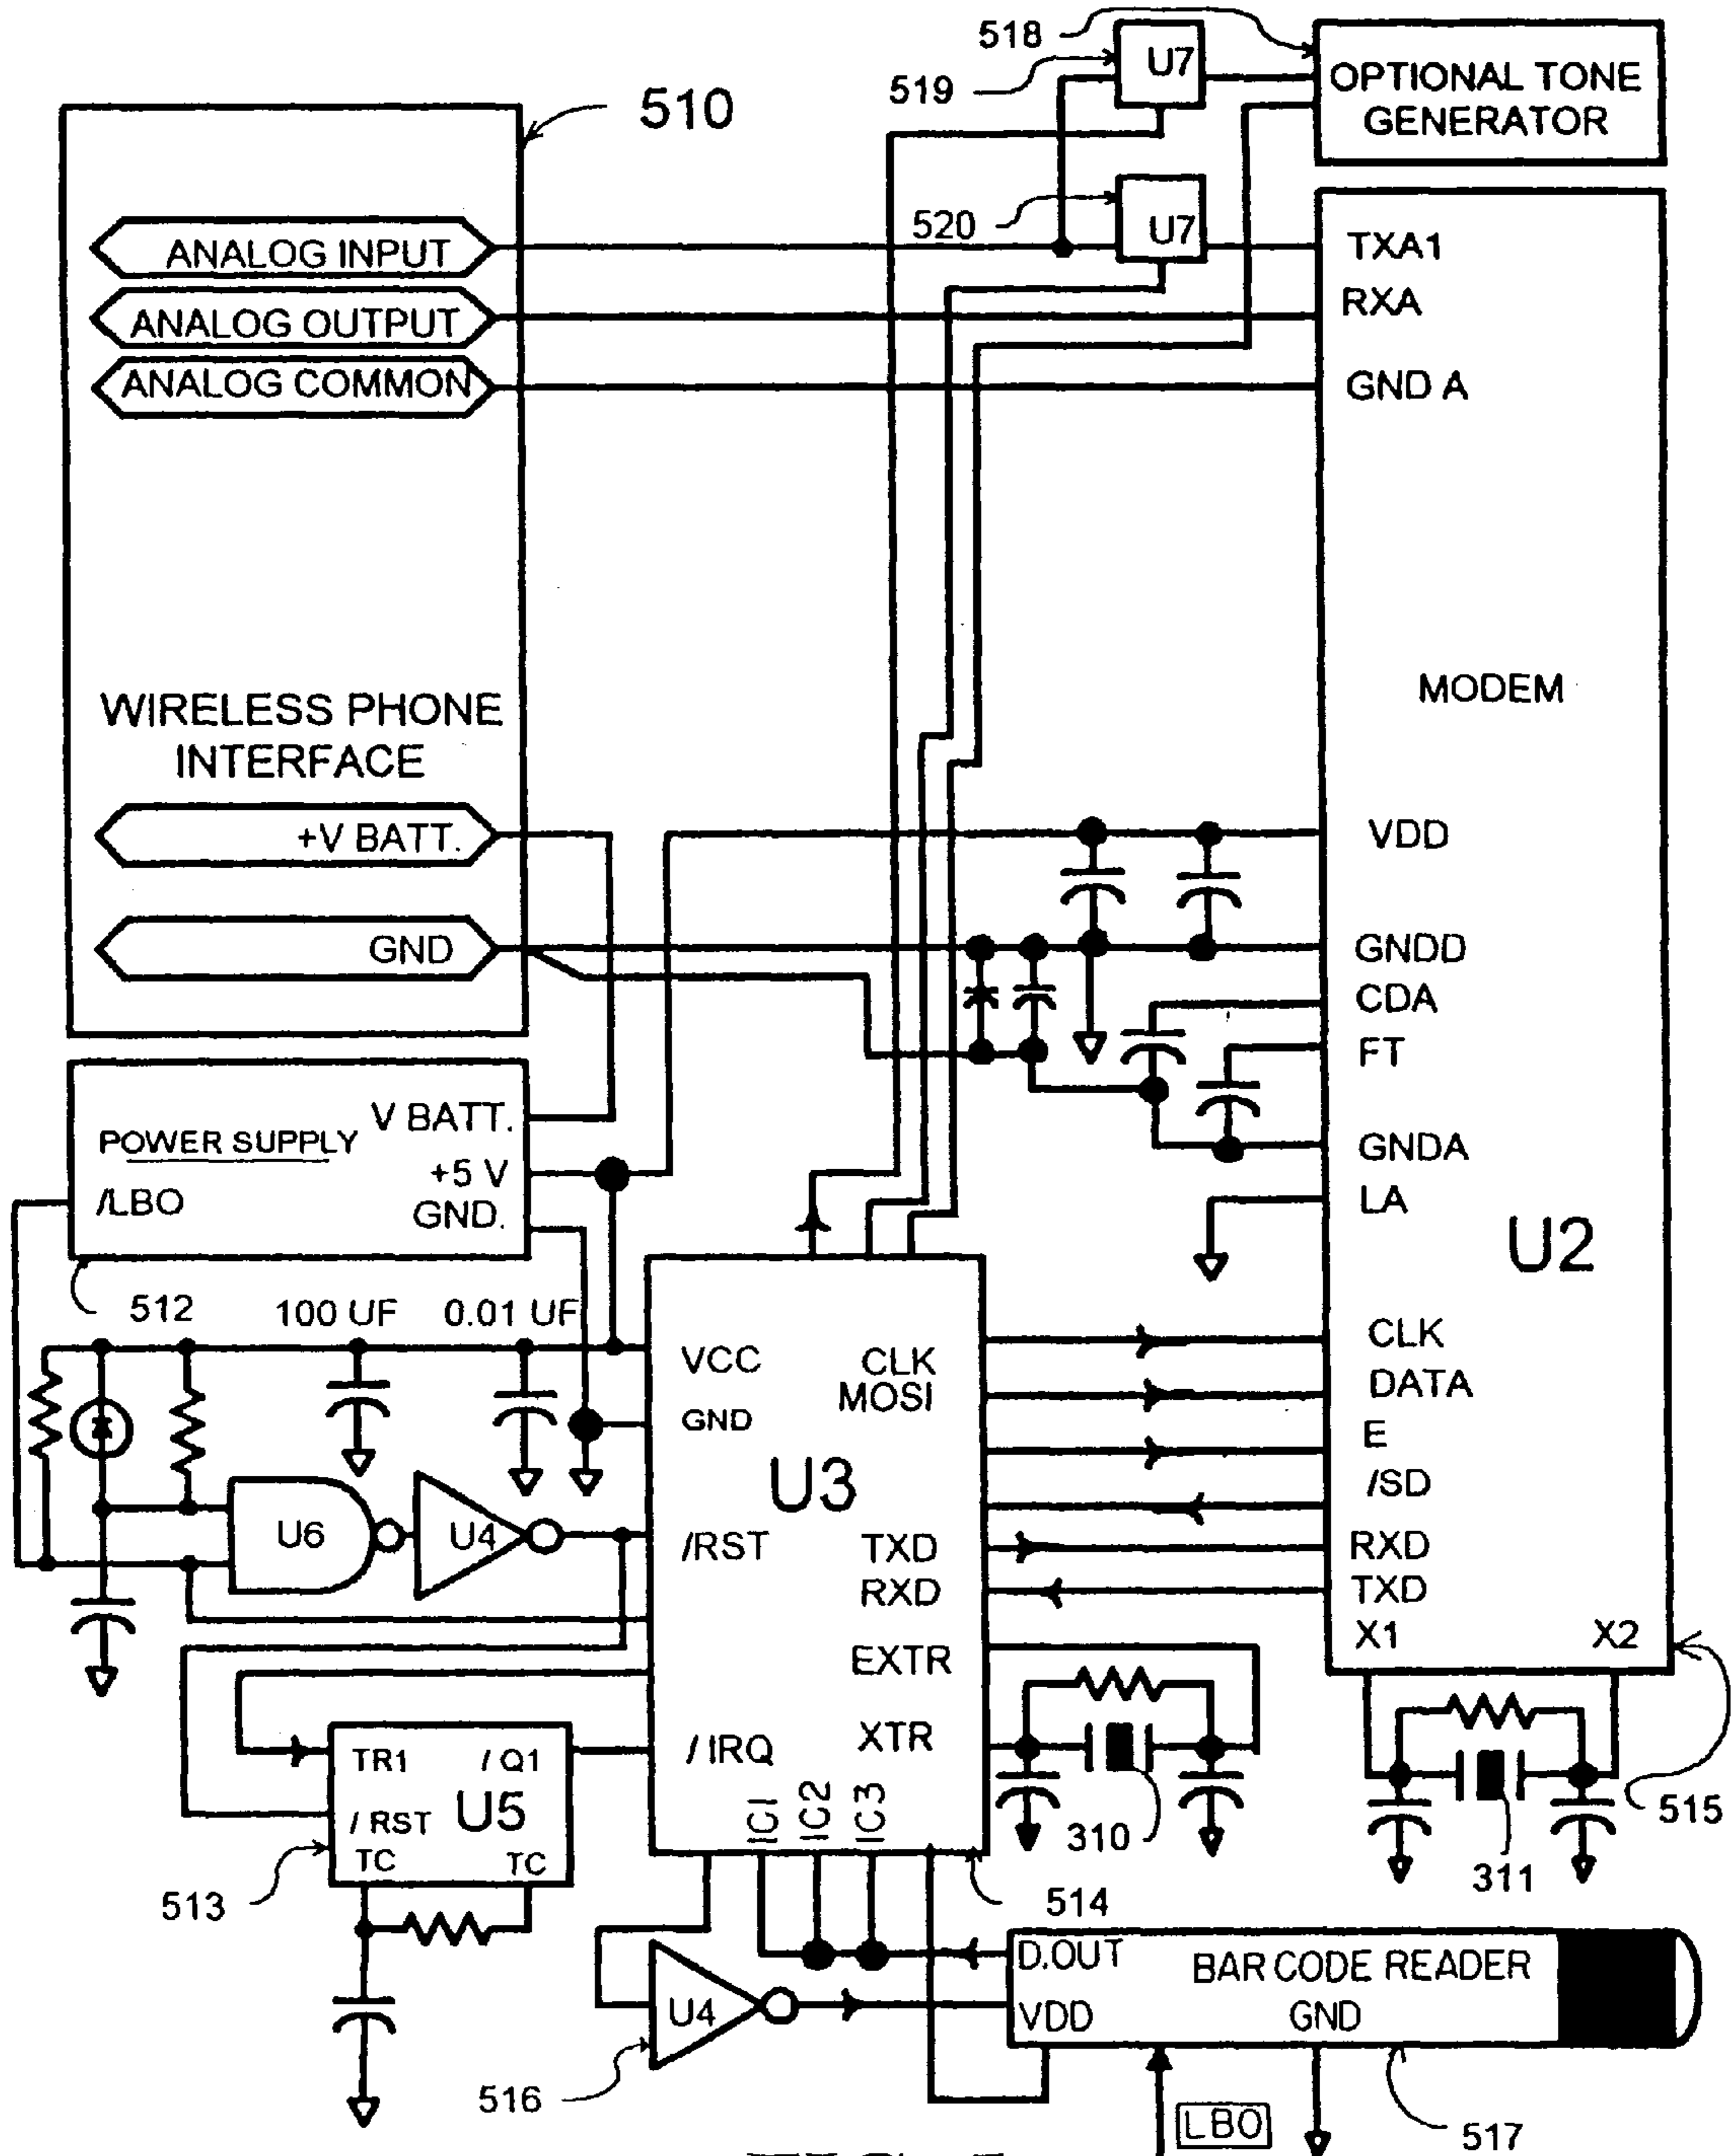 518
519
U7
OPTIONAL TONE
GENERATOR
510
520
U7
ANALOG INPUT
ANALOG OUTPUT
ANALOG COMMON
TXA1
RXA
GND A
MODEM
WIRELESS PHONE
INTERFACE
+V BATT.
GND
VDD
GNDD
CDA
FT
GNDA
LA
U2
POWER SUPPLY
V BATT.
+5 V
/LBO
GND.
512
100 UF
0.01 UF
VCC
CLK
MOSI
GND
U3
CLK
DATA
E
/SD
RXD
TXD
X1
X2
U6
U4
/RST
TXD
RXD
EXTR
XTR
/ IRQ
IC1
IC2
IC3
TR1
/ Q1
U5
/ RST
TC
TC
513
310
311
515
514
D.OUT
BAR CODE READER
VDD
GND
U4
516
LBO
517